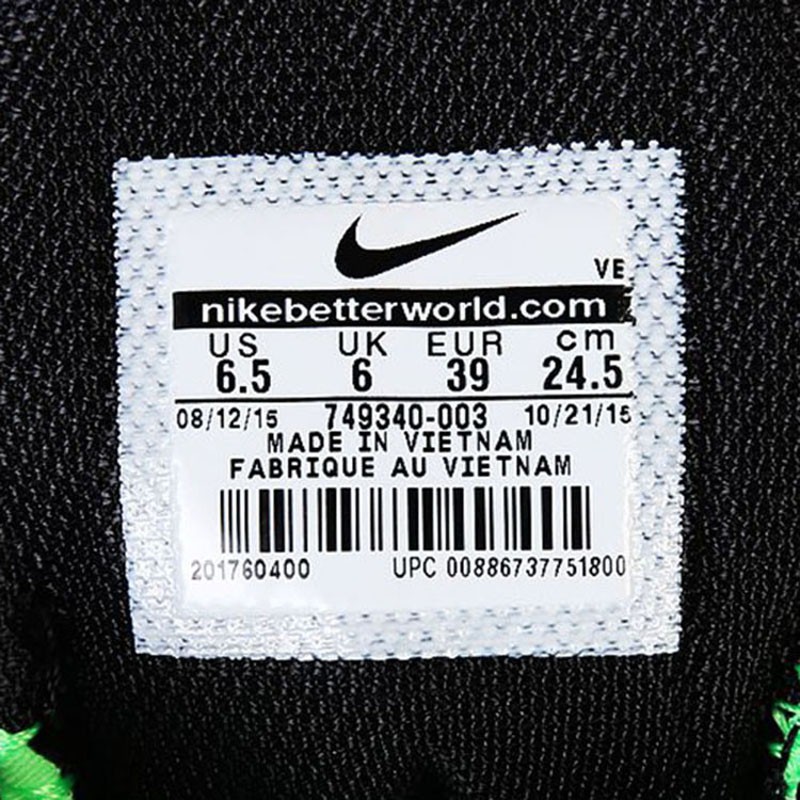 VE
nikebetterworld.com
US UK EUR cm
6.5 6 39 24.5
08/12/15 749340-003 10/21/15
MADE IN VIETNAM
FABRIQUE AU VIETNAM
201760400 UPC 00886737751800